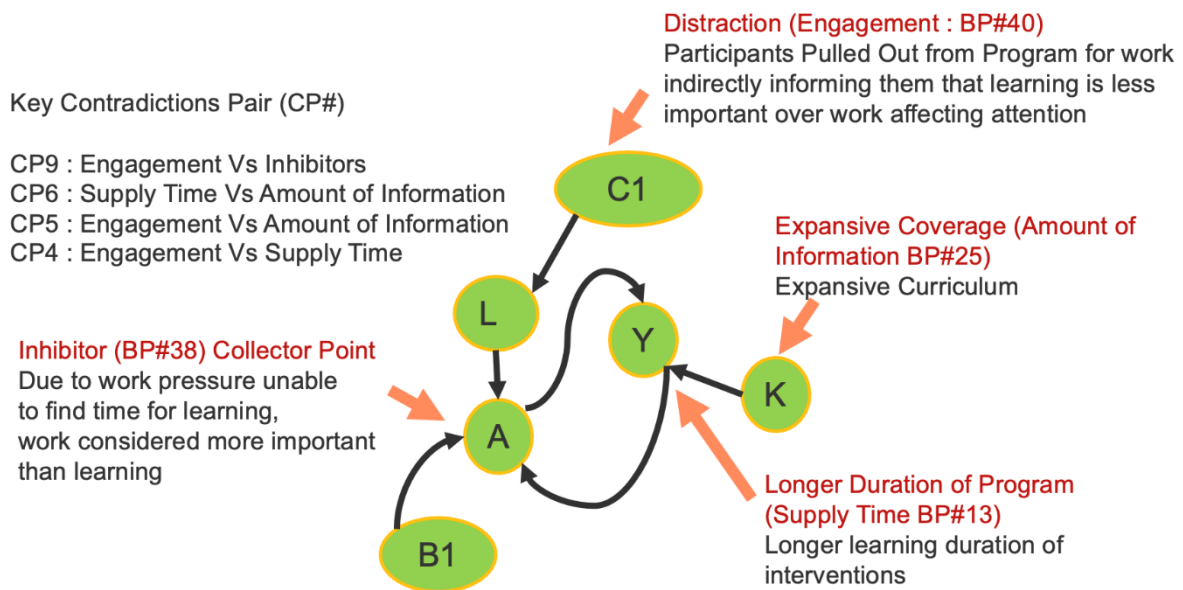 Distraction (Engagement : BP#40)
Participants Pulled Out from Program for work
indirectly informing them that learning is less
important over work affecting attention
Key Contradictions Pair (CP#)
CP9 : Engagement Vs Inhibitors
CP6 : Supply Time Vs Amount of Information
CP5 : Engagement Vs Amount of Information
CP4 : Engagement Vs Supply Time
C1
Expansive Coverage (Amount of
Information BP#25)
Expansive Curriculum
L
Y
Inhibitor (BP#38) Collector Point
Due to work pressure unable
to find time for learning,
work considered more important
than learning
K
A
Longer Duration of Program
(Supply Time BP#13)
Longer learning duration of
interventions
B1